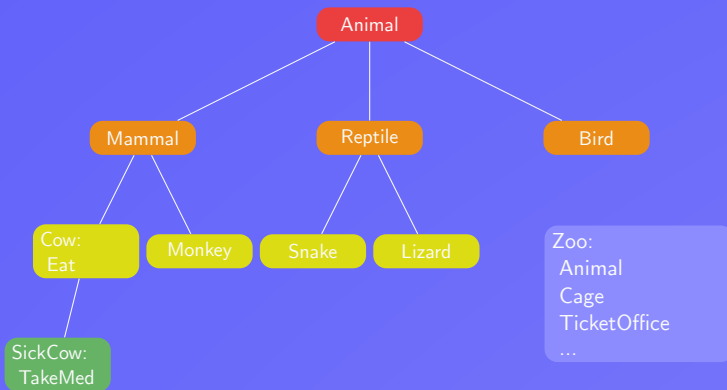 Animal
Mammal
Reptile
Bird
Cow:
Eat
Monkey
Snake
Lizard
Zoo:
Animal
Cage
TicketOffice
...
SickCow:
TakeMed